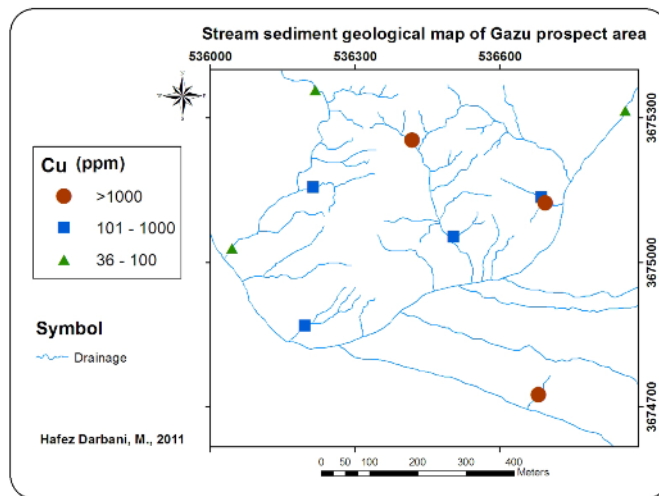 Stream sediment geological map of Gazu prospect area
536000 536300 536600
Cu (ppm)
>1000
101 - 1000
36 - 100
Symbol
Drainage
Hafez Darbani, M., 2011
3675300
3675000
3674700
0 50 100 200 300 400
Meters